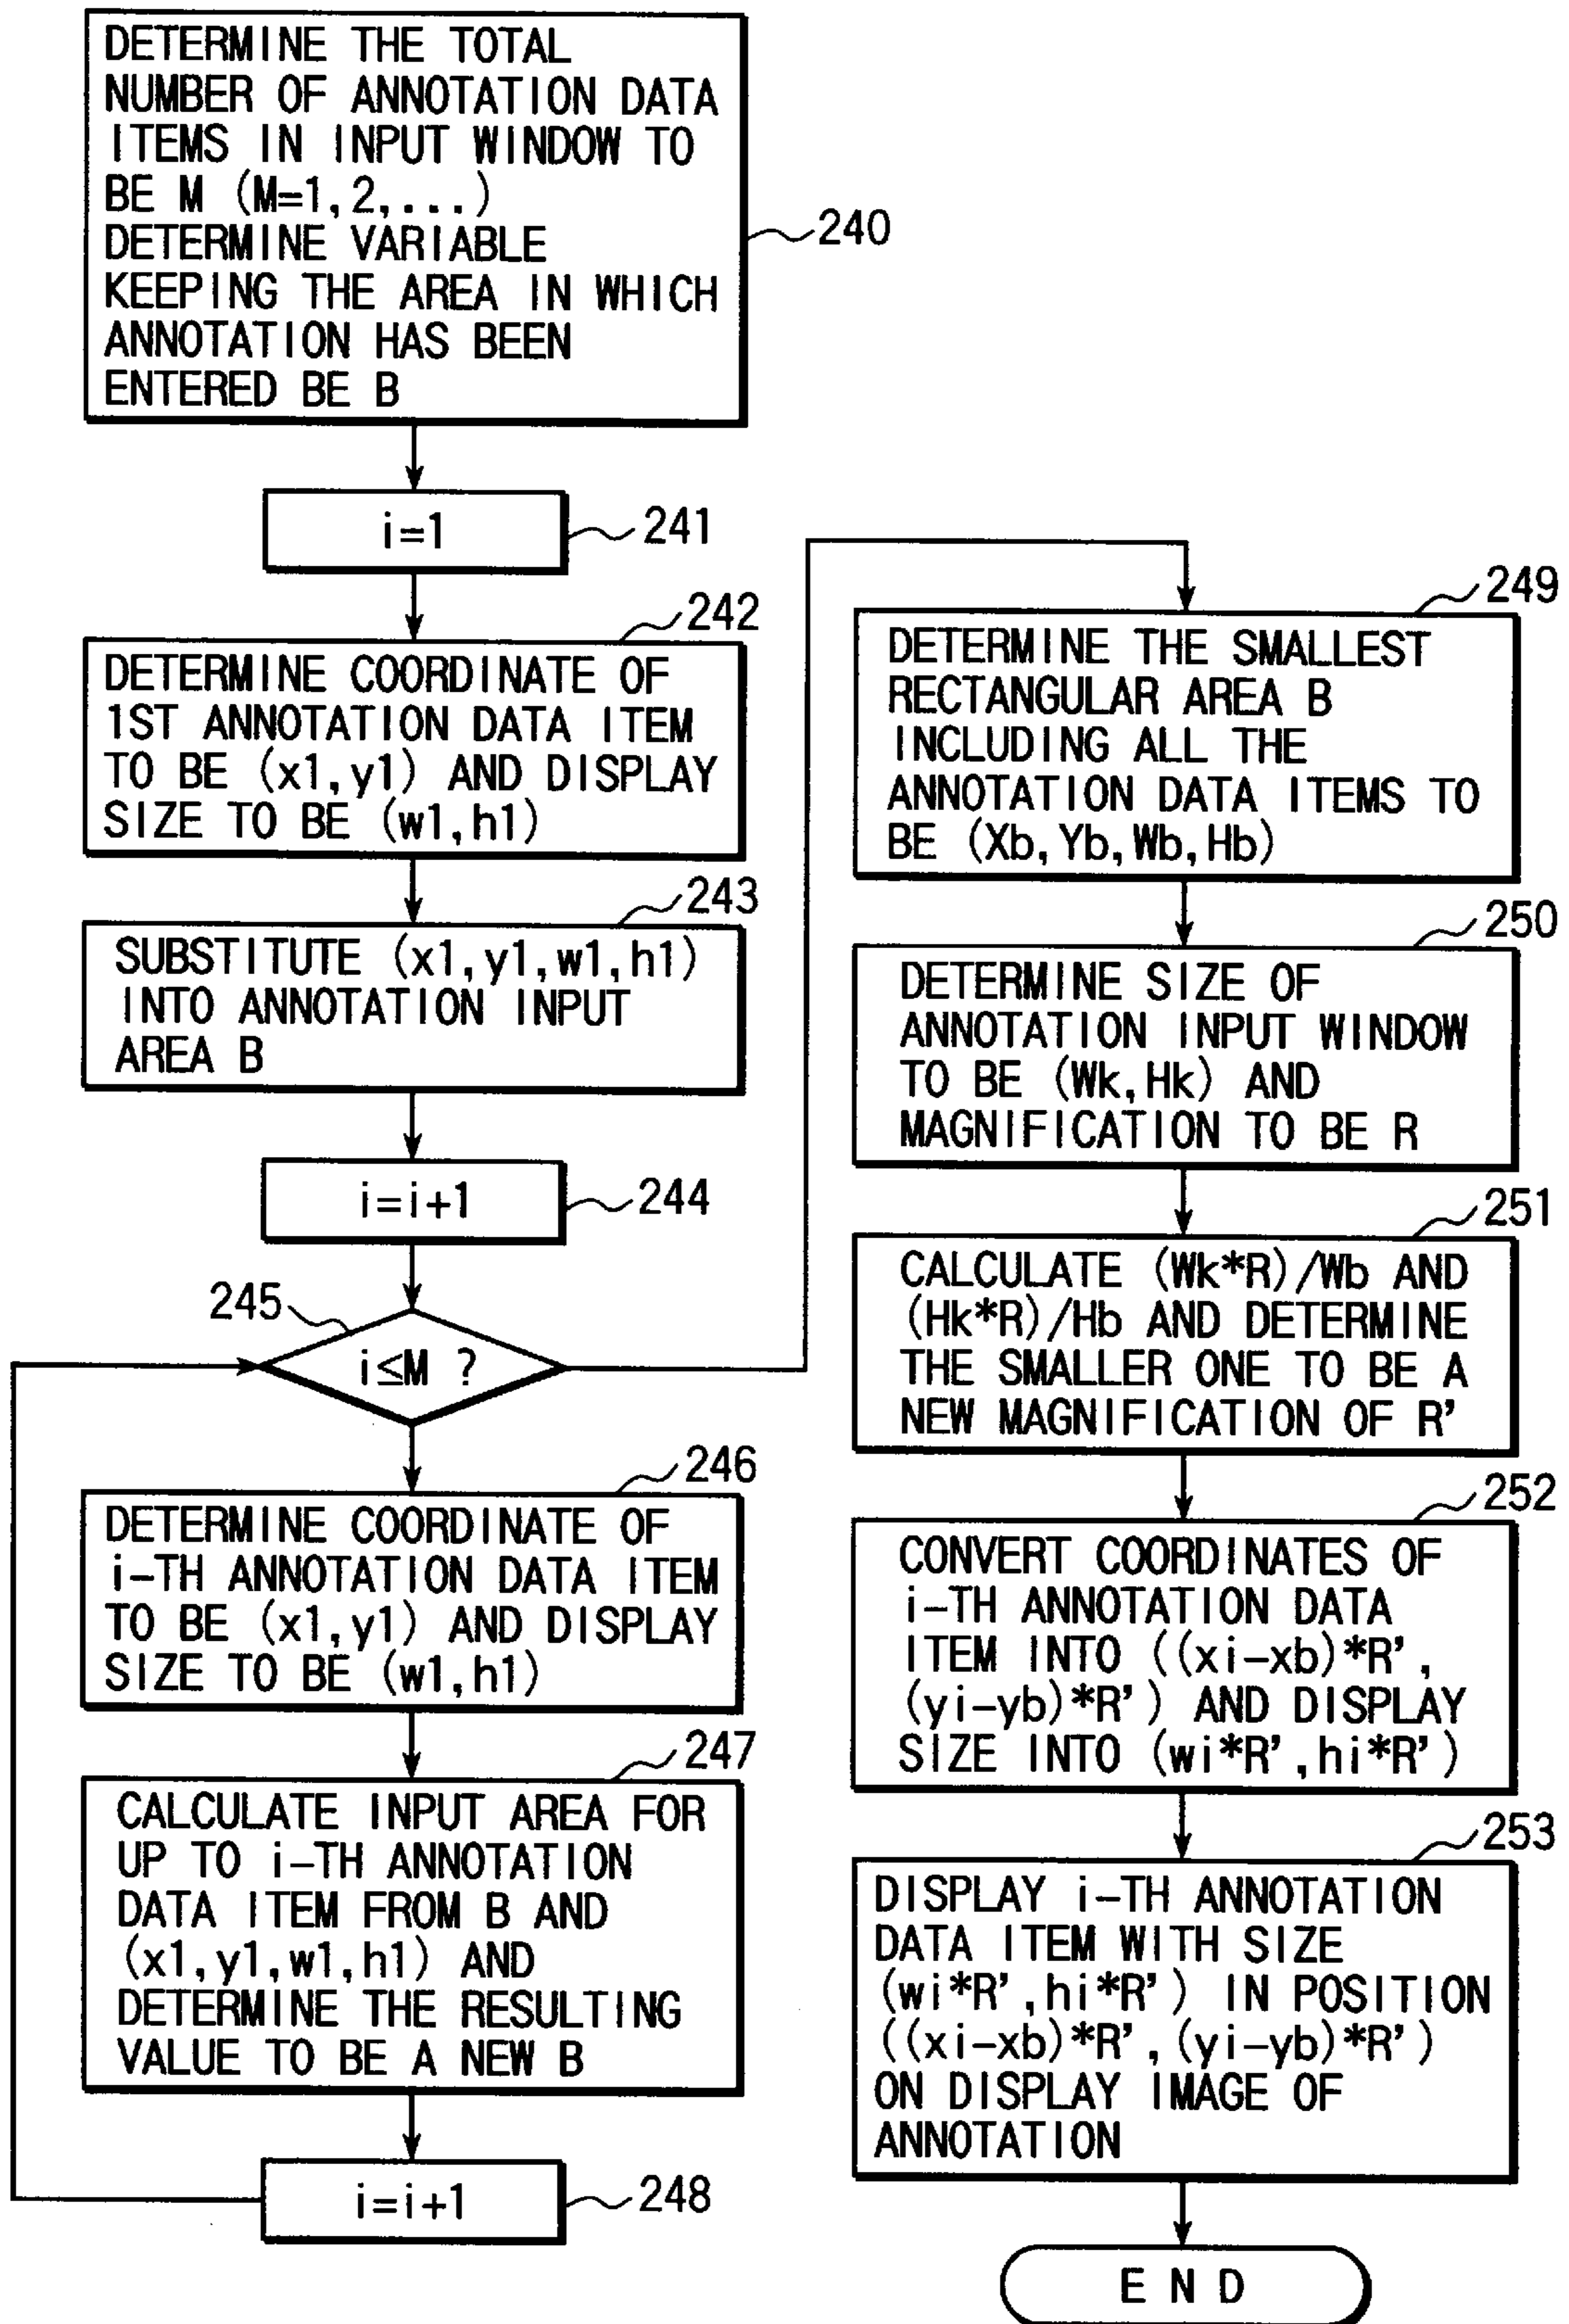 DETERMINE THE TOTAL
NUMBER OF ANNOTATION DATA
ITEMS IN INPUT WINDOW TO
BE M (M=1,2,...)
DETERMINE VARIABLE
KEEPING THE AREA IN WHICH
ANNOTATION HAS BEEN
ENTERED BE B
240
i=1
241
242
DETERMINE COORDINATE OF
1ST ANNOTATION DATA ITEM
TO BE (x1,y1) AND DISPLAY
SIZE TO BE (w1,h1)
243
SUBSTITUTE (x1,y1,w1,h1)
INTO ANNOTATION INPUT
AREA B
i=i+1
244
245
i≤M ?
246
DETERMINE COORDINATE OF
i-TH ANNOTATION DATA ITEM
TO BE (x1,y1) AND DISPLAY
SIZE TO BE (w1,h1)
247
CALCULATE INPUT AREA FOR
UP TO i-TH ANNOTATION
DATA ITEM FROM B AND
(x1,y1,w1,h1) AND
DETERMINE THE RESULTING
VALUE TO BE A NEW B
i=i+1
248
249
DETERMINE THE SMALLEST
RECTANGULAR AREA B
INCLUDING ALL THE
ANNOTATION DATA ITEMS TO
BE (Xb,Yb,Wb,Hb)
250
DETERMINE SIZE OF
ANNOTATION INPUT WINDOW
TO BE (Wk,Hk) AND
MAGNIFICATION TO BE R
251
CALCULATE (Wk*R)/Wb AND
(Hk*R)/Hb AND DETERMINE
THE SMALLER ONE TO BE A
NEW MAGNIFICATION OF R'
252
CONVERT COORDINATES OF
i-TH ANNOTATION DATA
ITEM INTO ((xi-xb)*R',
(yi-yb)*R') AND DISPLAY
SIZE INTO (wi*R',hi*R')
253
DISPLAY i-TH ANNOTATION
DATA ITEM WITH SIZE
(wi*R',hi*R') IN POSITION
((xi-xb)*R',(yi-yb)*R')
ON DISPLAY IMAGE OF
ANNOTATION
END